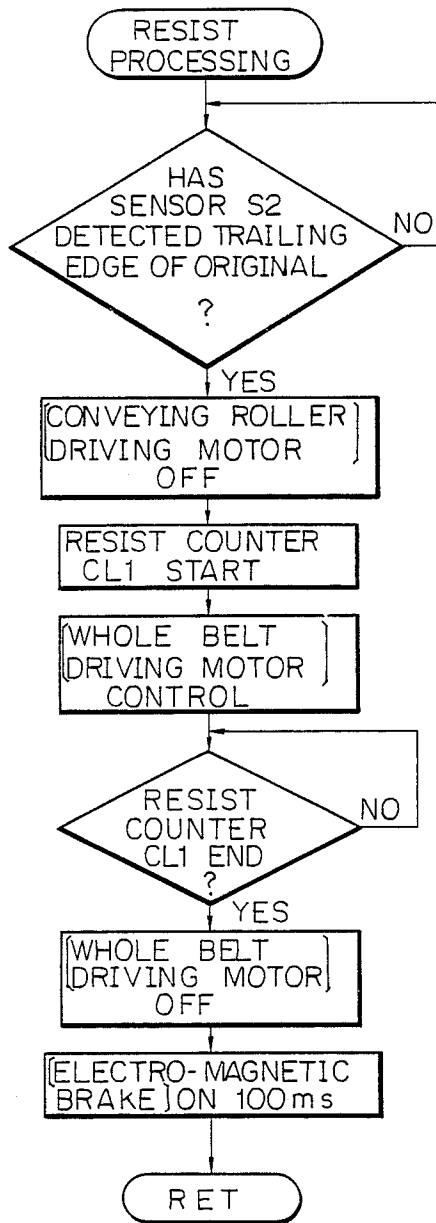 RESIST
PROCESSING
HAS
SENSOR S2
DETECTED TRAILING
EDGE OF ORIGINAL
?
NO
YES
[CONVEYING ROLLER
DRIVING MOTOR]
OFF
RESIST COUNTER
CL1 START
[WHOLE BELT
DRIVING MOTOR]
CONTROL
RESIST
COUNTER
CL1 END
?
NO
YES
[WHOLE BELT
DRIVING MOTOR]
OFF
[ELECTRO-MAGNETIC
BRAKE] ON 100ms
RET